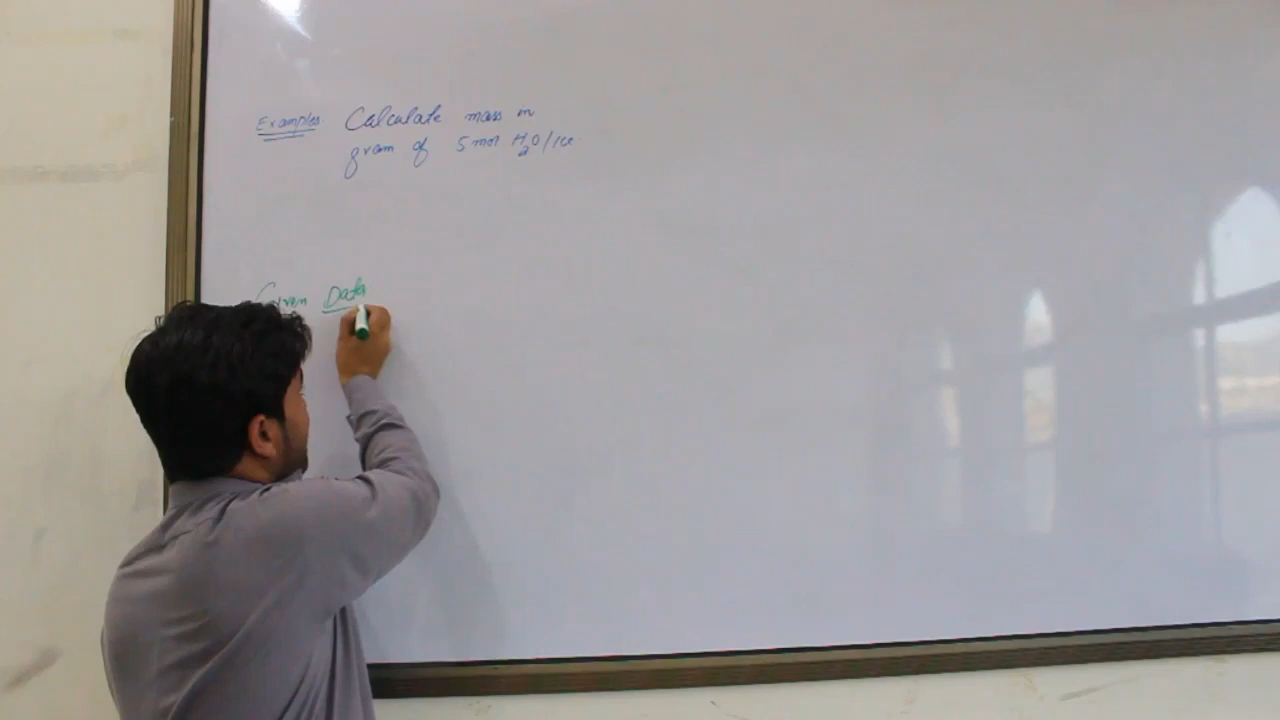 Examples Calculate mass in
gram of 5 mol H2O/Ice
Given Data